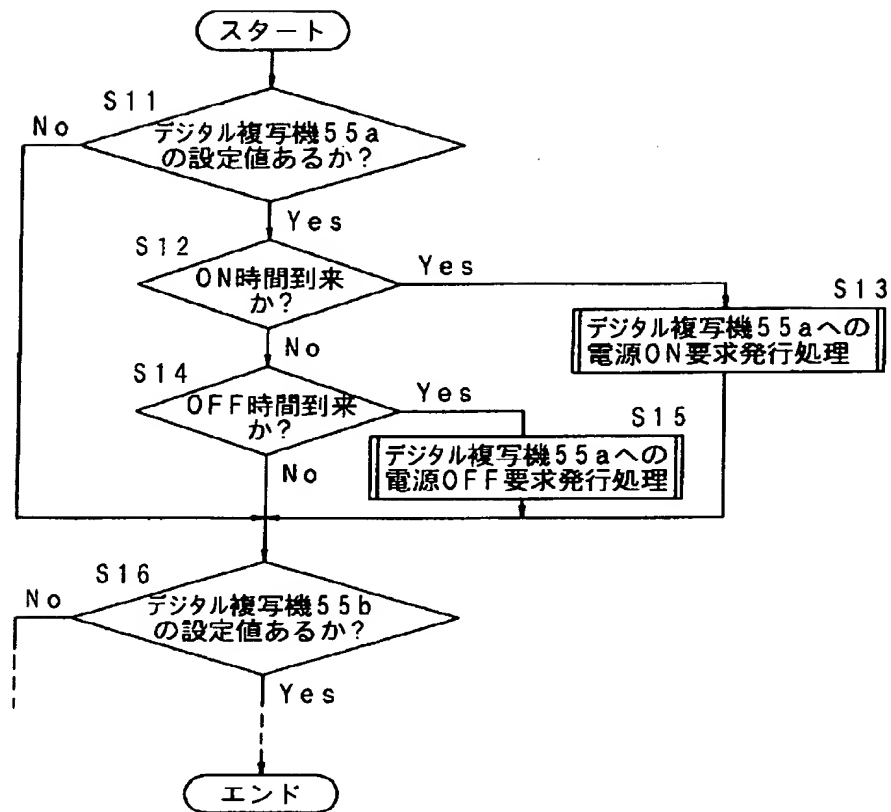 スタート
S11
No
デジタル複写機55a
の設定値あるか?
Yes
S12
ON時間到来
か?
Yes
S13
デジタル複写機55aへの
電源ON要求発行処理
No
S14
OFF時間到来
か?
Yes
S15
デジタル複写機55aへの
電源OFF要求発行処理
No
S16
No
デジタル複写機55b
の設定値あるか?
Yes
エンド